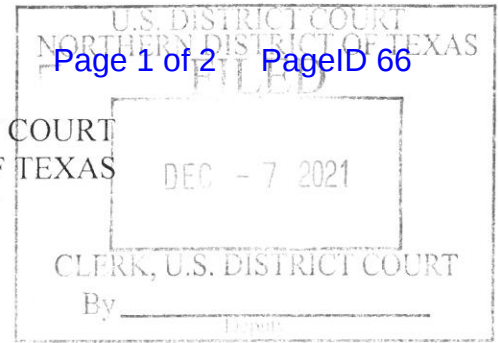 U.S. DISTRICT COURT
NORTHERN DISTRICT OF TEXAS
Page 1 of 2 PageID 66
FILED
COURT
F TEXAS
DEC - 7 2021
CLERK, U.S. DISTRICT COURT
By
Deputy